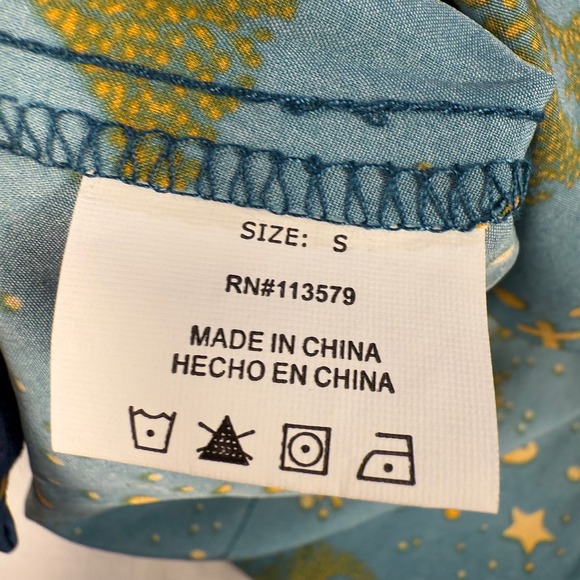 SIZE: S
RN#113579
MADE IN CHINA
HECHO EN CHINA